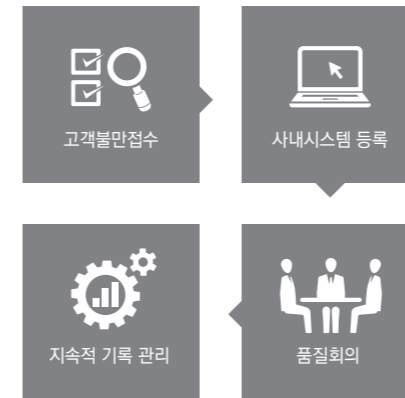 고객불만접수
사내시스템 등록
지속적 기록 관리
품질회의